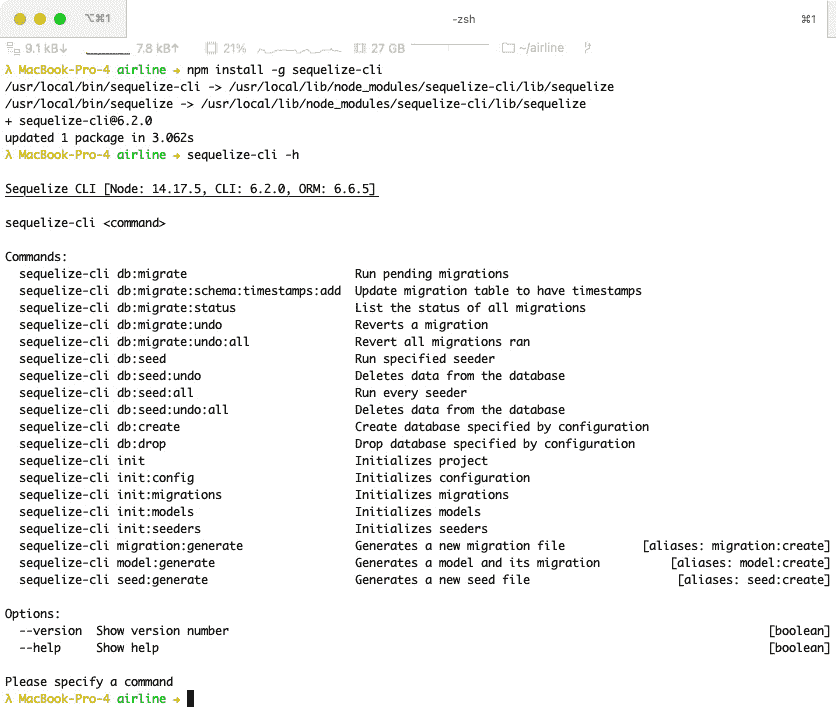 ⌥⌘1 -zsh ⌘1
9.1 kB↓ 7.8 kB↑ 21% 27 GB ~/airline
λ MacBook-Pro-4 airline → npm install -g sequelize-cli
/usr/local/bin/sequelize-cli -> /usr/local/lib/node_modules/sequelize-cli/lib/sequelize
/usr/local/bin/sequelize -> /usr/local/lib/node_modules/sequelize-cli/lib/sequelize
+ sequelize-cli@6.2.0
updated 1 package in 3.062s
λ MacBook-Pro-4 airline → sequelize-cli -h
Sequelize CLI [Node: 14.17.5, CLI: 6.2.0, ORM: 6.6.5]
sequelize-cli <command>
Commands:
sequelize-cli db:migrate Run pending migrations
sequelize-cli db:migrate:schema:timestamps:add Update migration table to have timestamps
sequelize-cli db:migrate:status List the status of all migrations
sequelize-cli db:migrate:undo Reverts a migration
sequelize-cli db:migrate:undo:all Revert all migrations ran
sequelize-cli db:seed Run specified seeder
sequelize-cli db:seed:undo Deletes data from the database
sequelize-cli db:seed:all Run every seeder
sequelize-cli db:seed:undo:all Deletes data from the database
sequelize-cli db:create Create database specified by configuration
sequelize-cli db:drop Drop database specified by configuration
sequelize-cli init Initializes project
sequelize-cli init:config Initializes configuration
sequelize-cli init:migrations Initializes migrations
sequelize-cli init:models Initializes models
sequelize-cli init:seeders Initializes seeders
sequelize-cli migration:generate Generates a new migration file [aliases: migration:create]
sequelize-cli model:generate Generates a model and its migration [aliases: model:create]
sequelize-cli seed:generate Generates a new seed file [aliases: seed:create]
Options:
--version Show version number [boolean]
--help Show help [boolean]
Please specify a command
λ MacBook-Pro-4 airline →